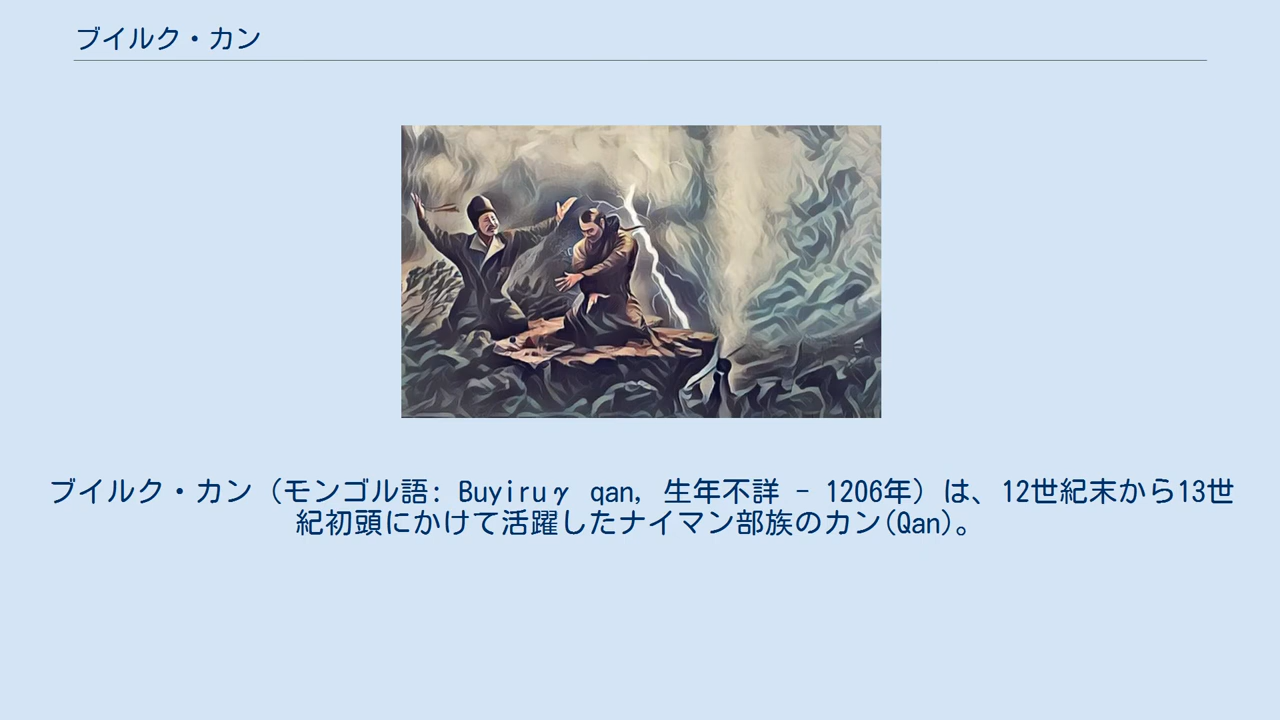 ブイルク・カン
ブイルク・カン（モンゴル語: Buyiruγ qan, 生年不詳 - 1206年）は、12世紀末から13世
紀初頭にかけて活躍したナイマン部族のカン(Qan)。